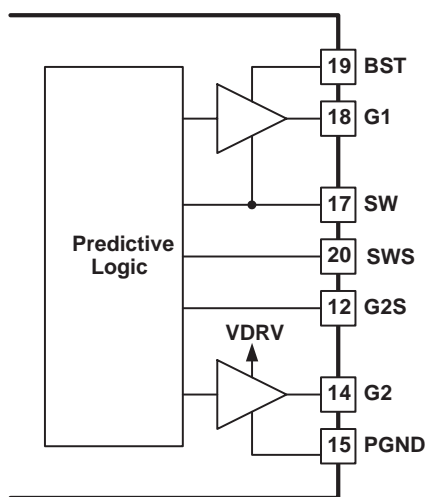 19 BST
18 G1
17 SW
Predictive
Logic
20 SWS
12 G2S
VDRV
14 G2
15 PGND